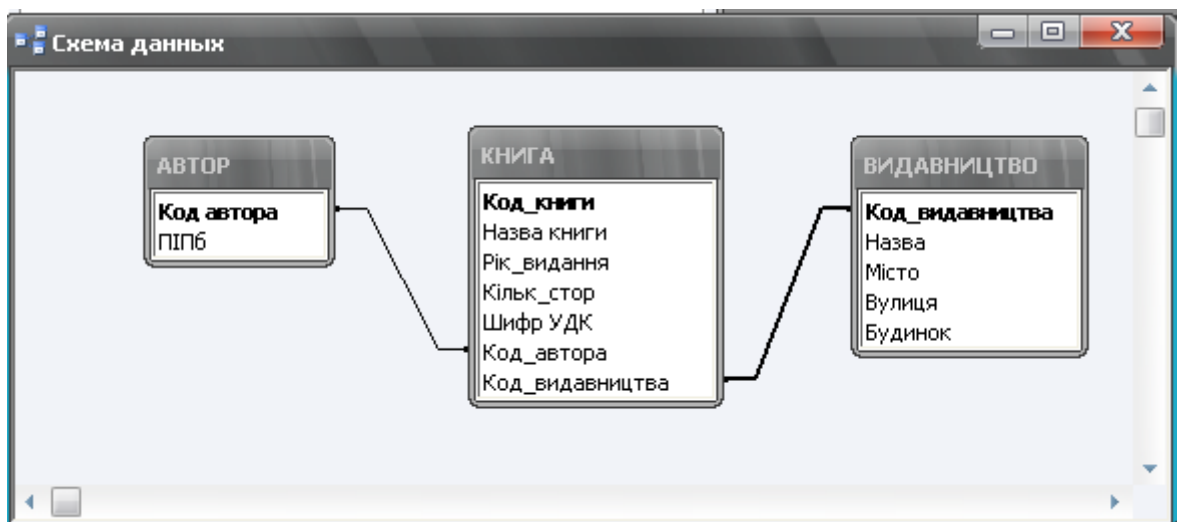 Схема данных
АВТОР
Код автора
ПІПб
КНИГА
Код_книги
Назва книги
Рік_видання
Кільк_стор
Шифр УДК
Код_автора
Код_видавництва
ВИДАВНИЦТВО
Код_видавництва
Назва
Місто
Вулиця
Будинок